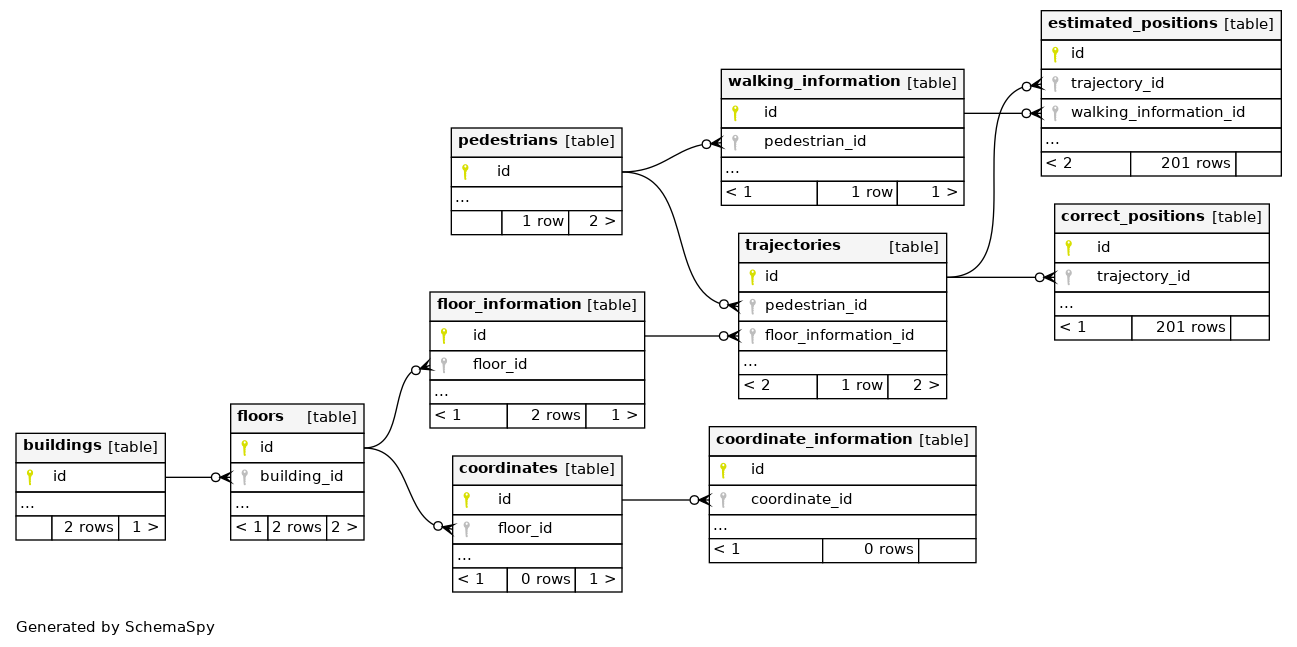 estimated_positions [table]
id
trajectory_id
walking_information_id
...
< 2 201 rows
walking_information [table]
id
pedestrian_id
...
< 1 1 row 1 >
pedestrians [table]
id
...
1 row 2 >
correct_positions [table]
id
trajectory_id
...
< 1 201 rows
trajectories [table]
id
pedestrian_id
floor_information_id
...
< 2 1 row 2 >
floor_information [table]
id
floor_id
...
< 1 2 rows 1 >
floors [table]
id
building_id
...
< 1 2 rows 2 >
buildings [table]
id
...
2 rows 1 >
coordinates [table]
id
floor_id
...
< 1 0 rows 1 >
coordinate_information [table]
id
coordinate_id
...
< 1 0 rows
Generated by SchemaSpy